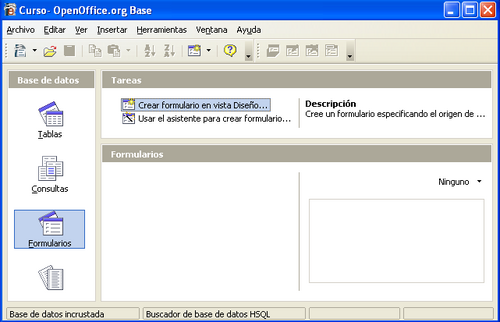 Curso- OpenOffice.org Base
Archivo Editar Ver Insertar Herramientas Ventana Ayuda
Base de datos
Tablas
Consultas
Formularios
Tareas
Crear formulario en vista Diseño...
Usar el asistente para crear formulario...
Descripción
Cree un formulario especificando el origen de ...
Formularios
Ninguno
Base de datos incrustada
Buscador de base de datos HSQL